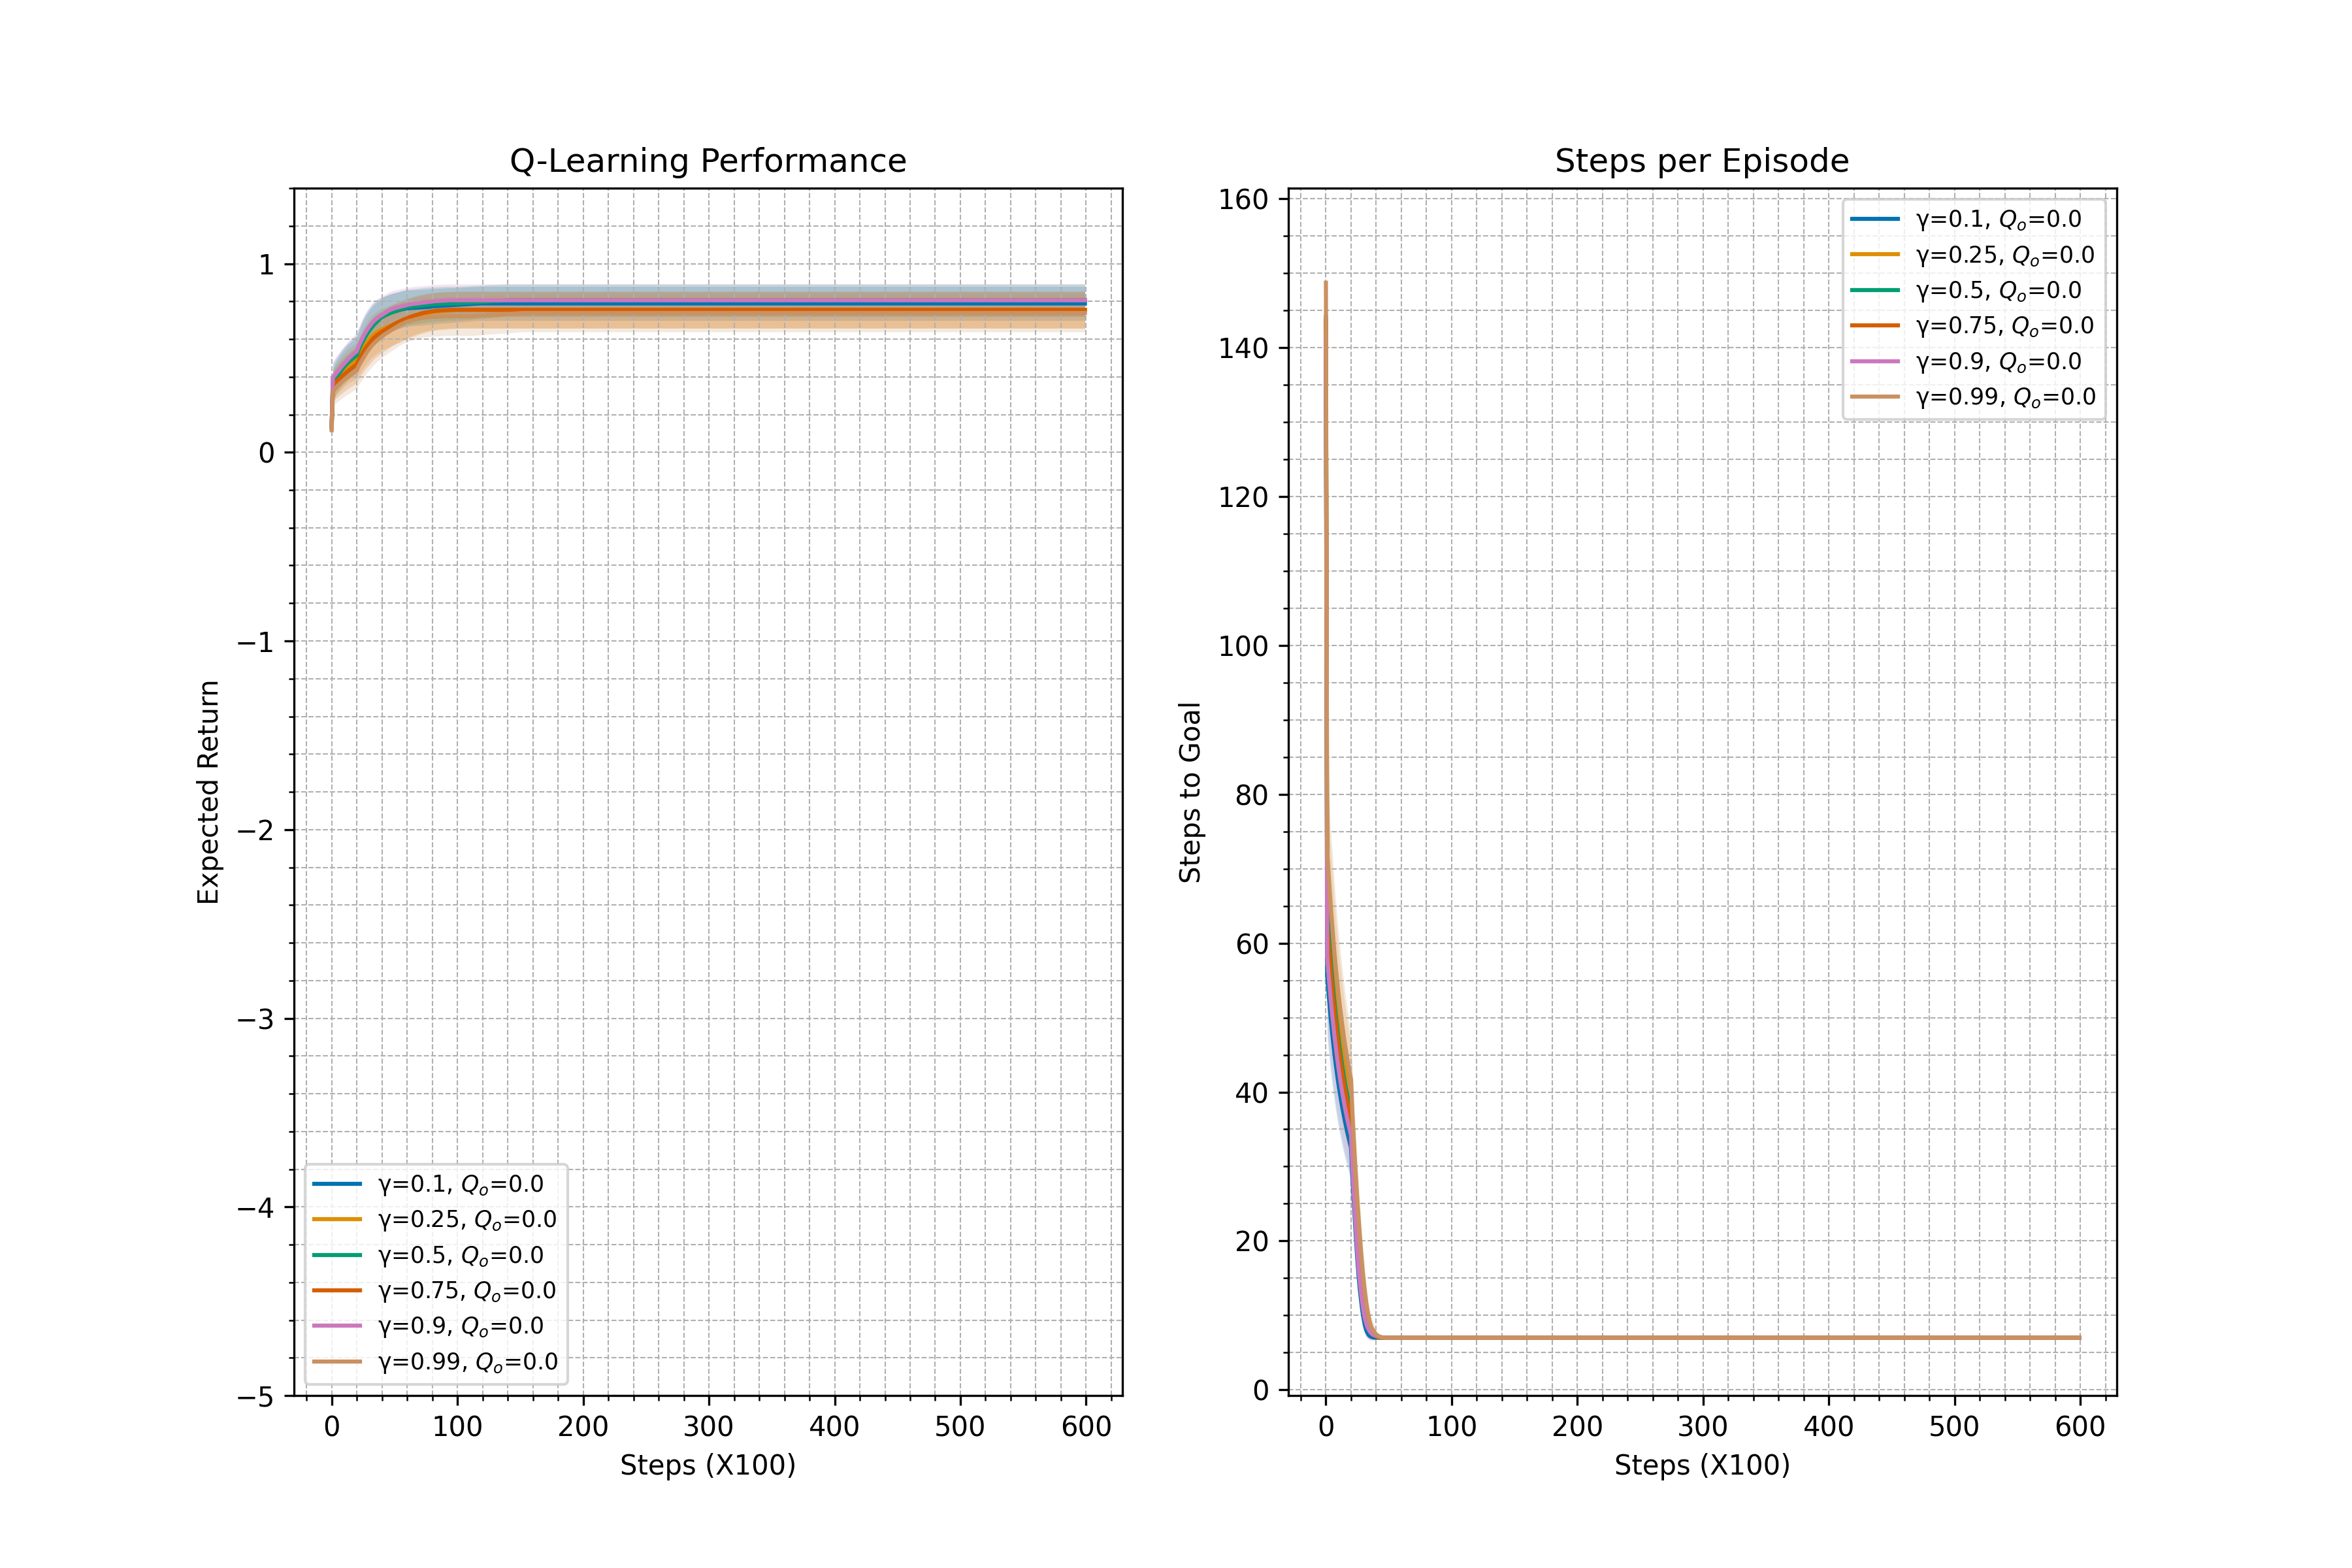 Q-Learning Performance
Expected Return
1
0
−1
−2
−3
−4
−5
γ=0.1, Qo=0.0
γ=0.25, Qo=0.0
γ=0.5, Qo=0.0
γ=0.75, Qo=0.0
γ=0.9, Qo=0.0
γ=0.99, Qo=0.0
0 100 200 300 400 500 600
Steps (X100)
Steps per Episode
Steps to Goal
160
140
120
100
80
60
40
20
0
γ=0.1, Qo=0.0
γ=0.25, Qo=0.0
γ=0.5, Qo=0.0
γ=0.75, Qo=0.0
γ=0.9, Qo=0.0
γ=0.99, Qo=0.0
0 100 200 300 400 500 600
Steps (X100)